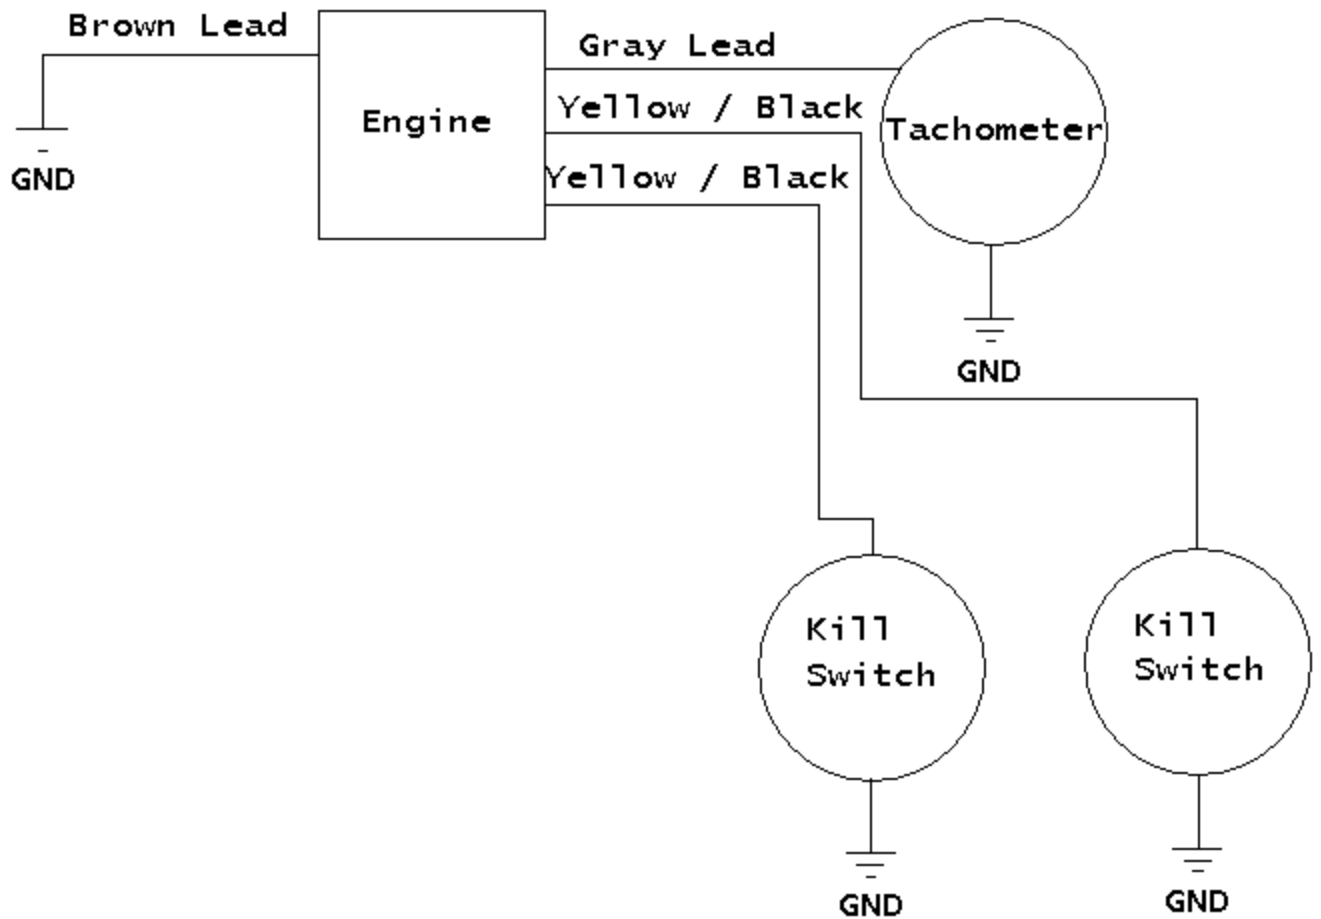 Brown Lead
Gray Lead
Yellow / Black
Engine
Tachometer
Yellow / Black
GND
GND
Kill
Switch
Kill
Switch
GND
GND